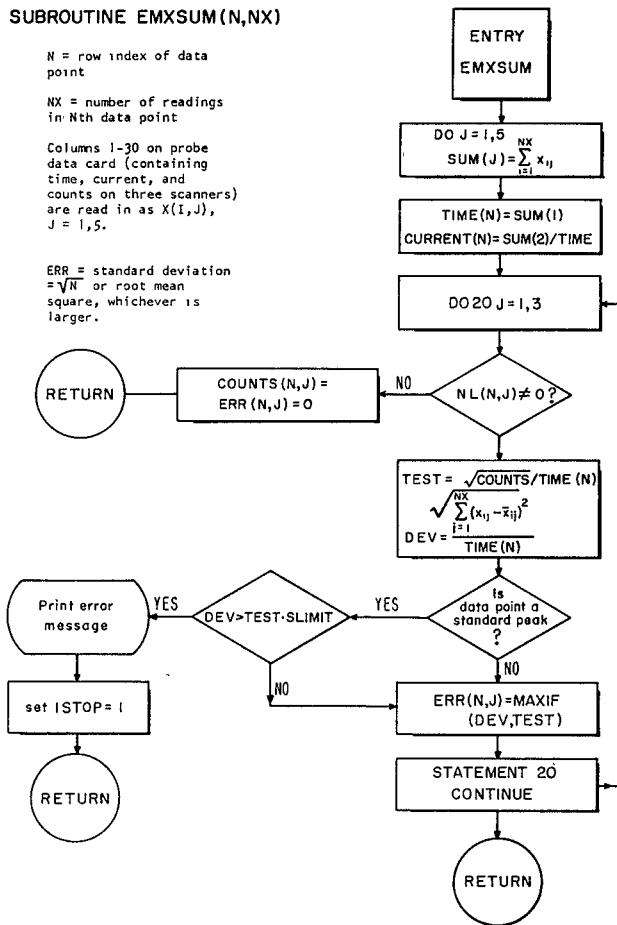 SUBROUTINE EMXSUM(N,NX)
N = row index of data
point
NX = number of readings
in Nth data point
Columns 1-30 on probe
data card (containing
time, current, and
counts on three scanners)
are read in as X(I,J),
J = 1,5.
ERR = standard deviation
=√N or root mean
square, whichever is
larger.
ENTRY
EMXSUM
DO J=1,5
SUM(J)=∑ i=1 NX x_ij
TIME(N)=SUM(1)
CURRENT(N)=SUM(2)/TIME
DO 20 J=1,3
NL(N,J)≠0?
NO
COUNTS(N,J)=
ERR(N,J)=0
RETURN
TEST= √COUNTS/TIME(N)
DEV= √∑ i=1 NX (x_ij-x̄_ij)² / TIME(N)
Is
data point a
standard peak
?
YES
DEV>TEST·SLIMIT
YES
Print error
message
set ISTOP=1
RETURN
NO
NO
ERR(N,J)=MAXIF
(DEV,TEST)
STATEMENT 20
CONTINUE
RETURN